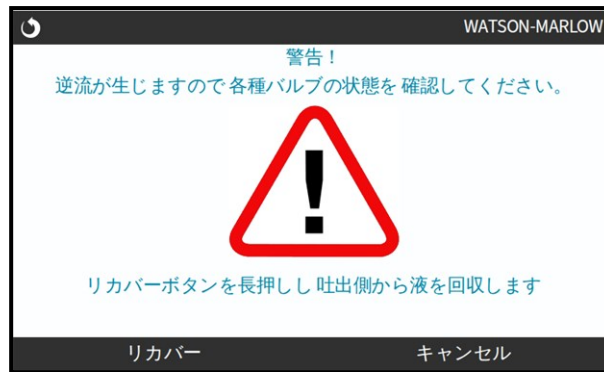 WATSON-MARLOW
警告！
逆流が生じますので各種バルブの状態を 確認してください。
リカバーボタンを長押しし 吐出側から液を回収します
リカバー キャンセル